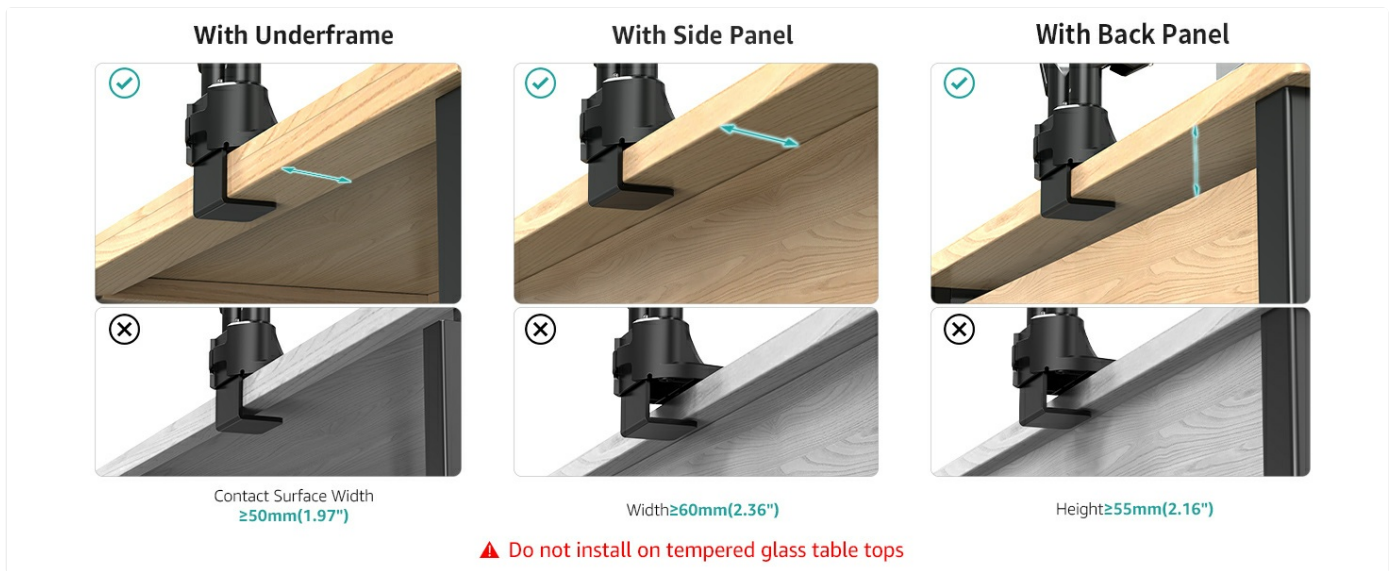 With Underframe
With Side Panel
With Back Panel
Contact Surface Width
≥50mm(1.97")
Width≥60mm(2.36")
Height≥55mm(2.16")
Do not install on tempered glass table tops